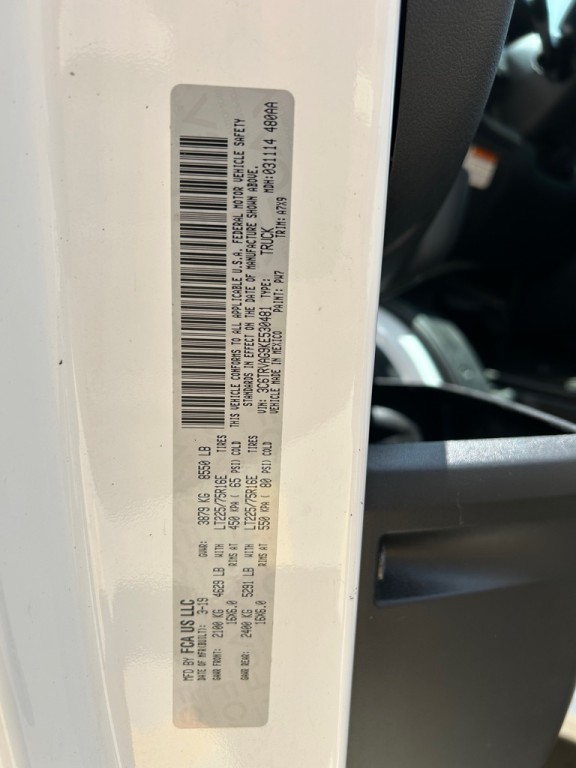 MFD BY FCA US LLC
DATE OF MFR(BUILT): 3-19 GVWR: 3879 KG 8550 LB
GAWR FRONT: 2100 KG 4629 LB WITH LT225/75R16E TIRES
16X6.0 RIMS AT 450 KPA ( 65 PSI) COLD
GAWR REAR: 2400 KG 5291 LB WITH LT225/75R16E TIRES
16X6.0 RIMS AT 550 KPA ( 80 PSI) COLD
THIS VEHICLE CONFORMS TO ALL APPLICABLE U.S.A. FEDERAL MOTOR VEHICLE SAFETY
STANDARDS IN EFFECT ON THE DATE OF MANUFACTURE SHOWN ABOVE.
VIN: 3C6TRVAG9KE530481 TYPE: TRUCK MDH:031114 480AA
VEHICLE MADE IN MEXICO PAINT: PW7 TRIM: A7X9